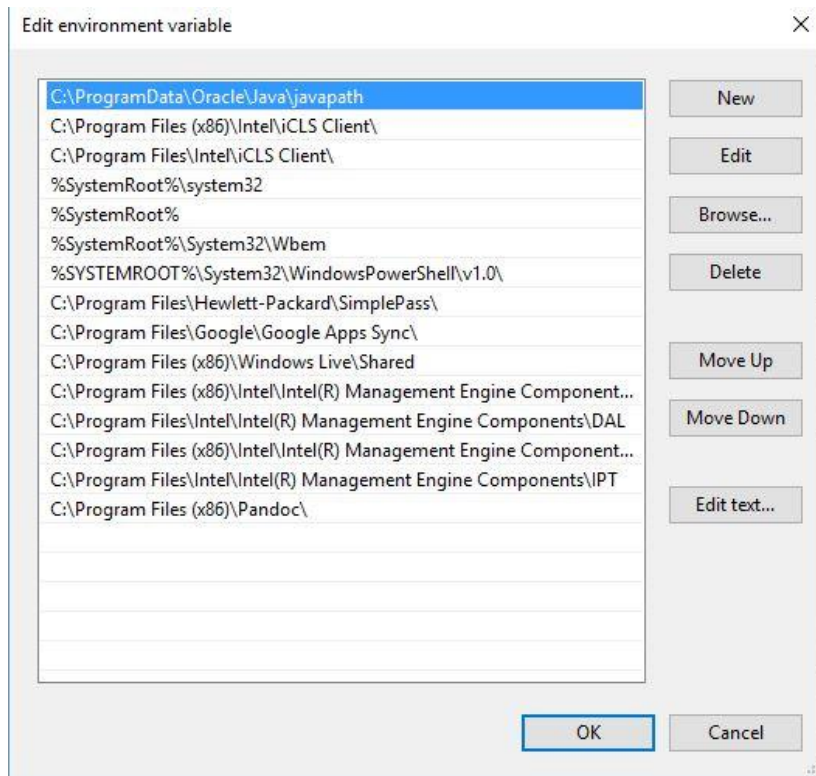 Edit environment variable
C:\ProgramData\Oracle\Java\javapath
C:\Program Files (x86)\Intel\iCLS Client\
C:\Program Files\Intel\iCLS Client\
%SystemRoot%\system32
%SystemRoot%
%SystemRoot%\System32\Wbem
%SYSTEMROOT%\System32\WindowsPowerShell\v1.0\
C:\Program Files\Hewlett-Packard\SimplePass\
C:\Program Files\Google\Google Apps Sync\
C:\Program Files (x86)\Windows Live\Shared
C:\Program Files (x86)\Intel\Intel(R) Management Engine Component...
C:\Program Files\Intel\Intel(R) Management Engine Components\DAL
C:\Program Files (x86)\Intel\Intel(R) Management Engine Component...
C:\Program Files\Intel\Intel(R) Management Engine Components\IPT
C:\Program Files (x86)\Pandoc\
New
Edit
Browse...
Delete
Move Up
Move Down
Edit text...
OK
Cancel